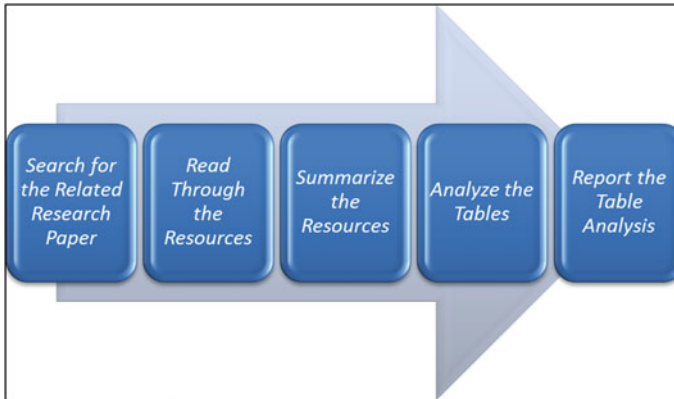 Search for
the Related
Research
Paper
Read
Through
the
Resources
Summarize
the
Resources
Analyze the
Tables
Report the
Table
Analysis